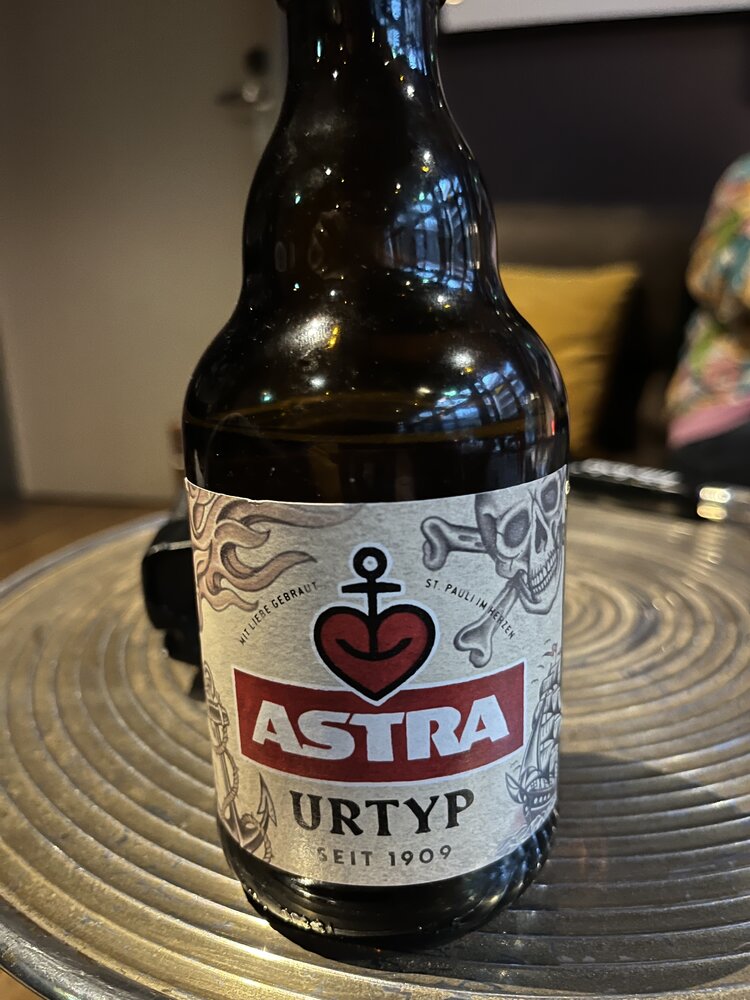 MIT LIEBE GEBRAUT
ST. PAULI IM HERZEN
ASTRA
URTYP
SEIT 1909